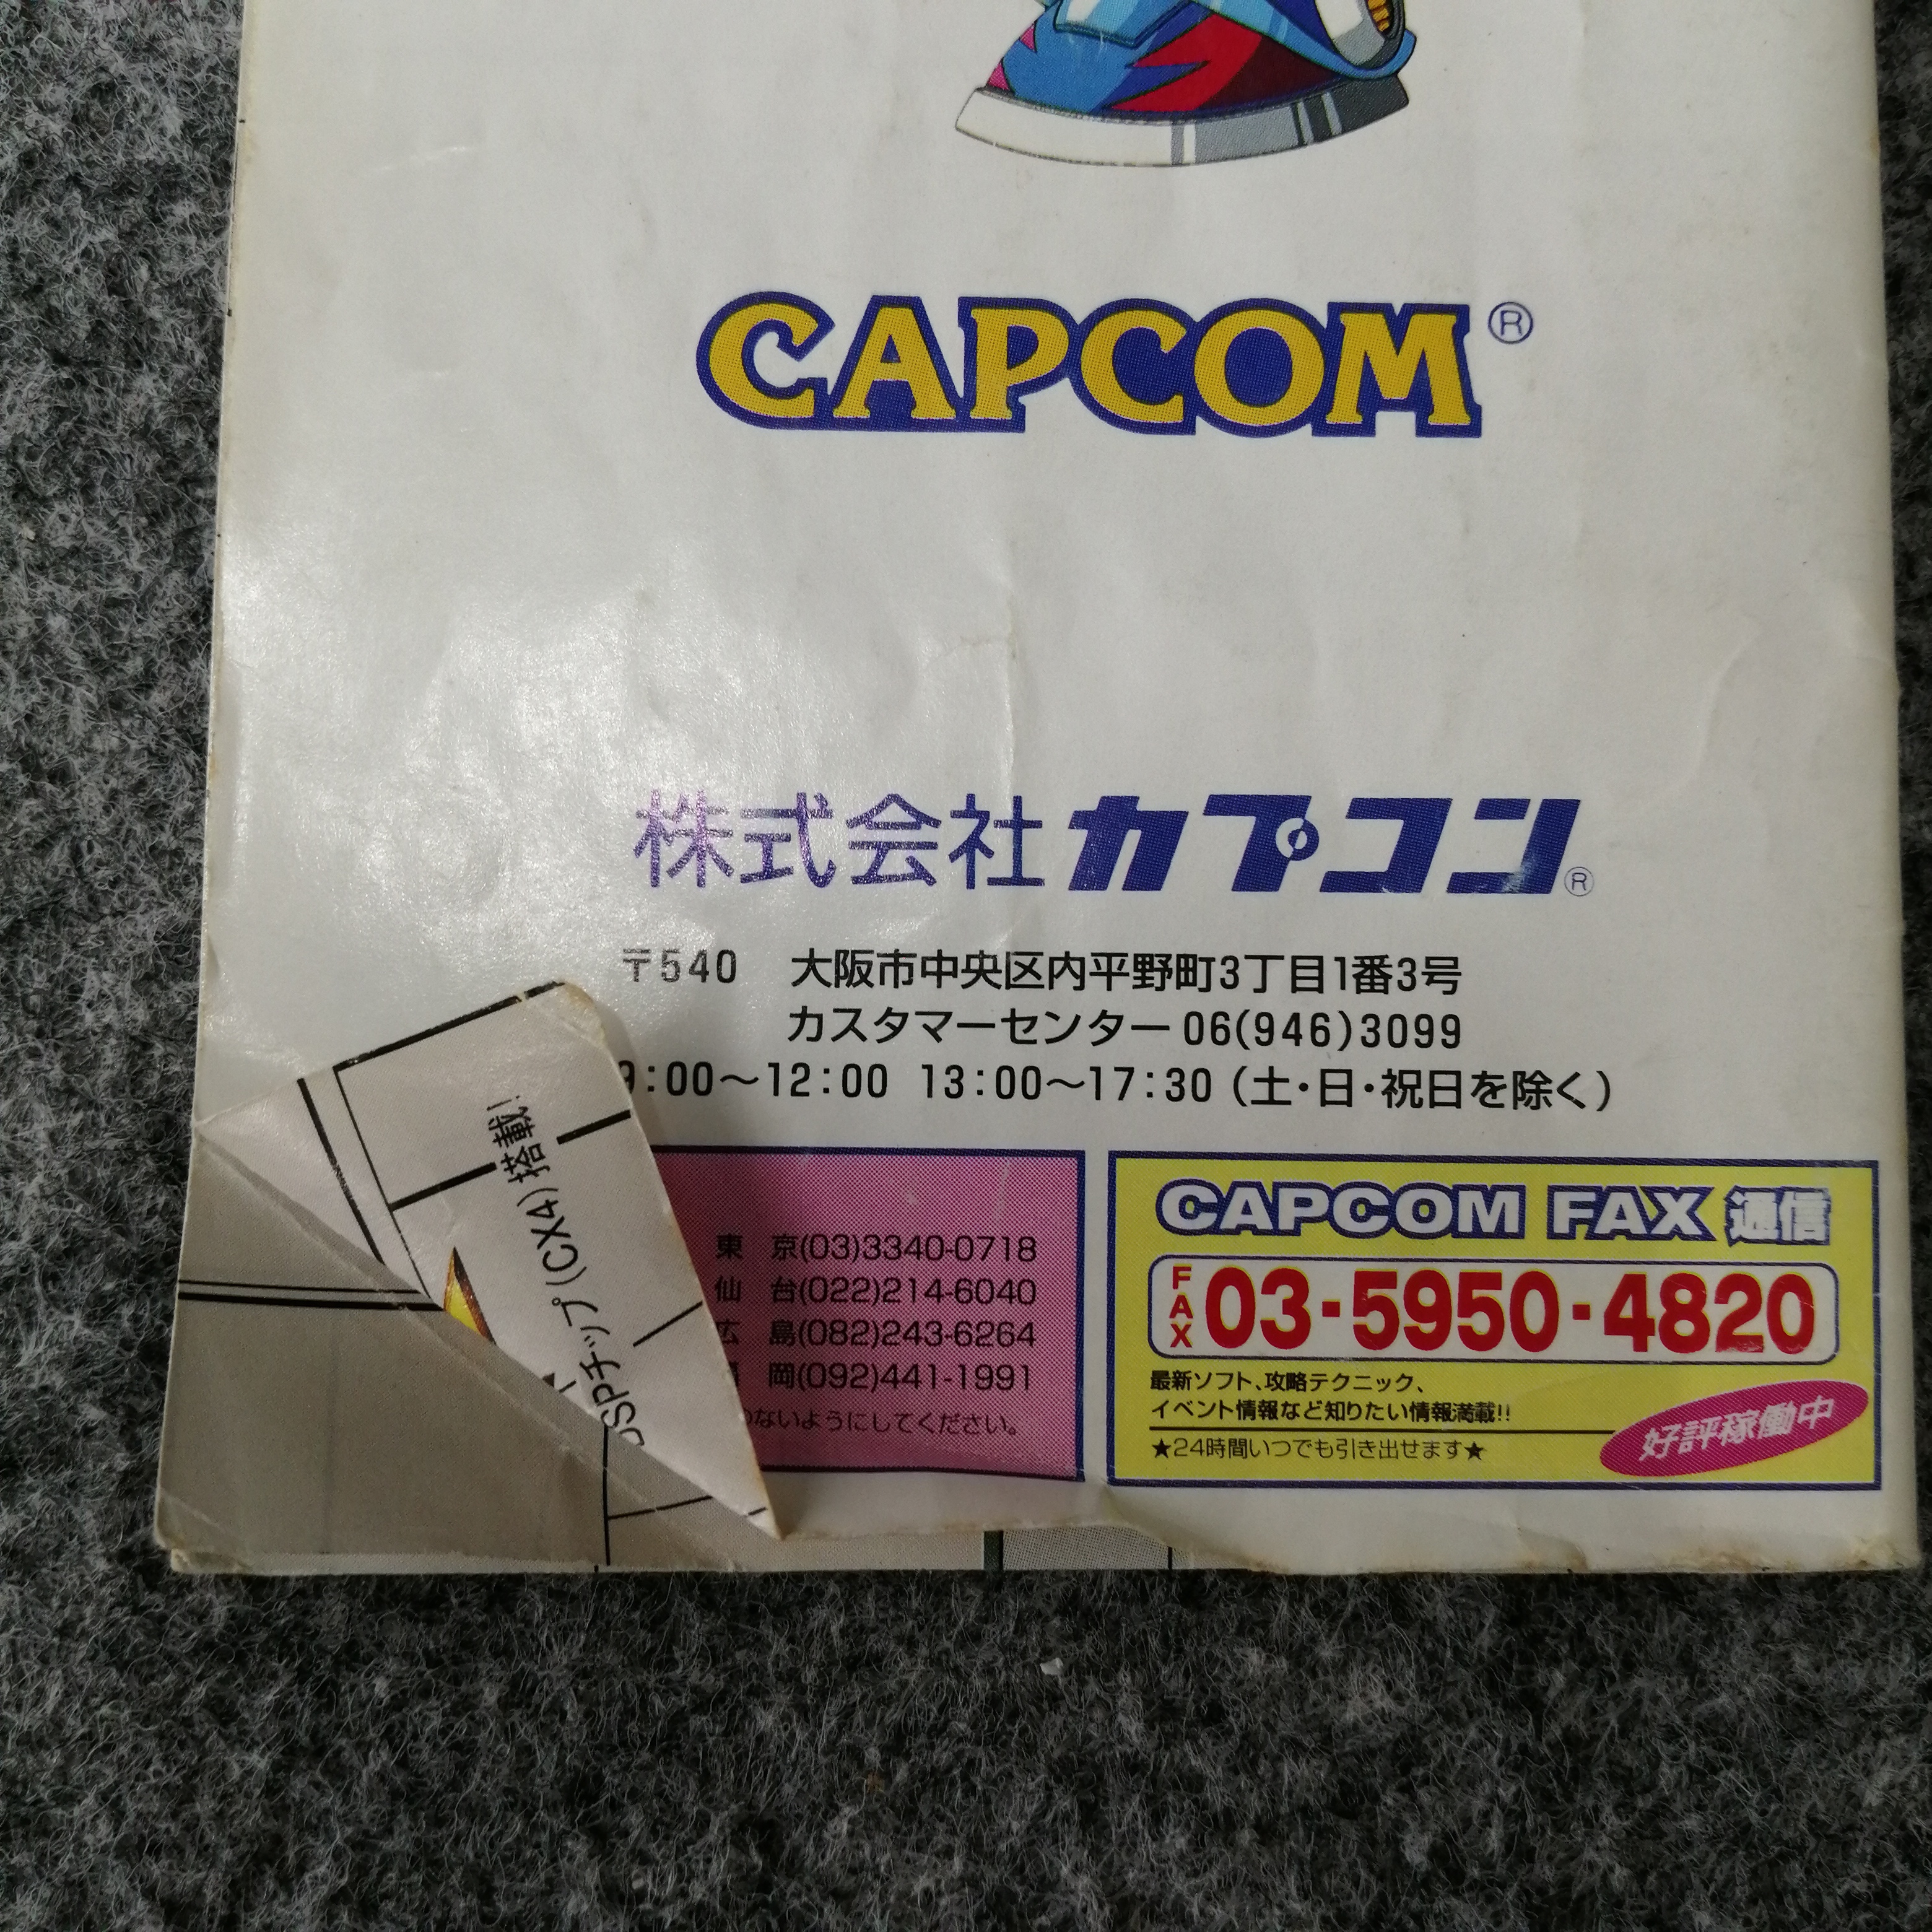 CAPCOM®
株式会社カプコン®
〒540 大阪市中央区内平野町3丁目1番3号
カスタマーセンター 06(946)3099
9:00～12:00 13:00～17:30 (土・日・祝日を除く)
東 京(03)3340-0718
仙 台(022)214-6040
広 島(082)243-6264
岡(092)441-1991
のないようにしてください。
CAPCOM FAX 通信
FAX 03-5950-4820
最新ソフト、攻略テクニック、
イベント情報など知りたい情報満載!!
★24時間いつでも引き出せます★
好評稼働中
SPチップ(CX4)搭載!